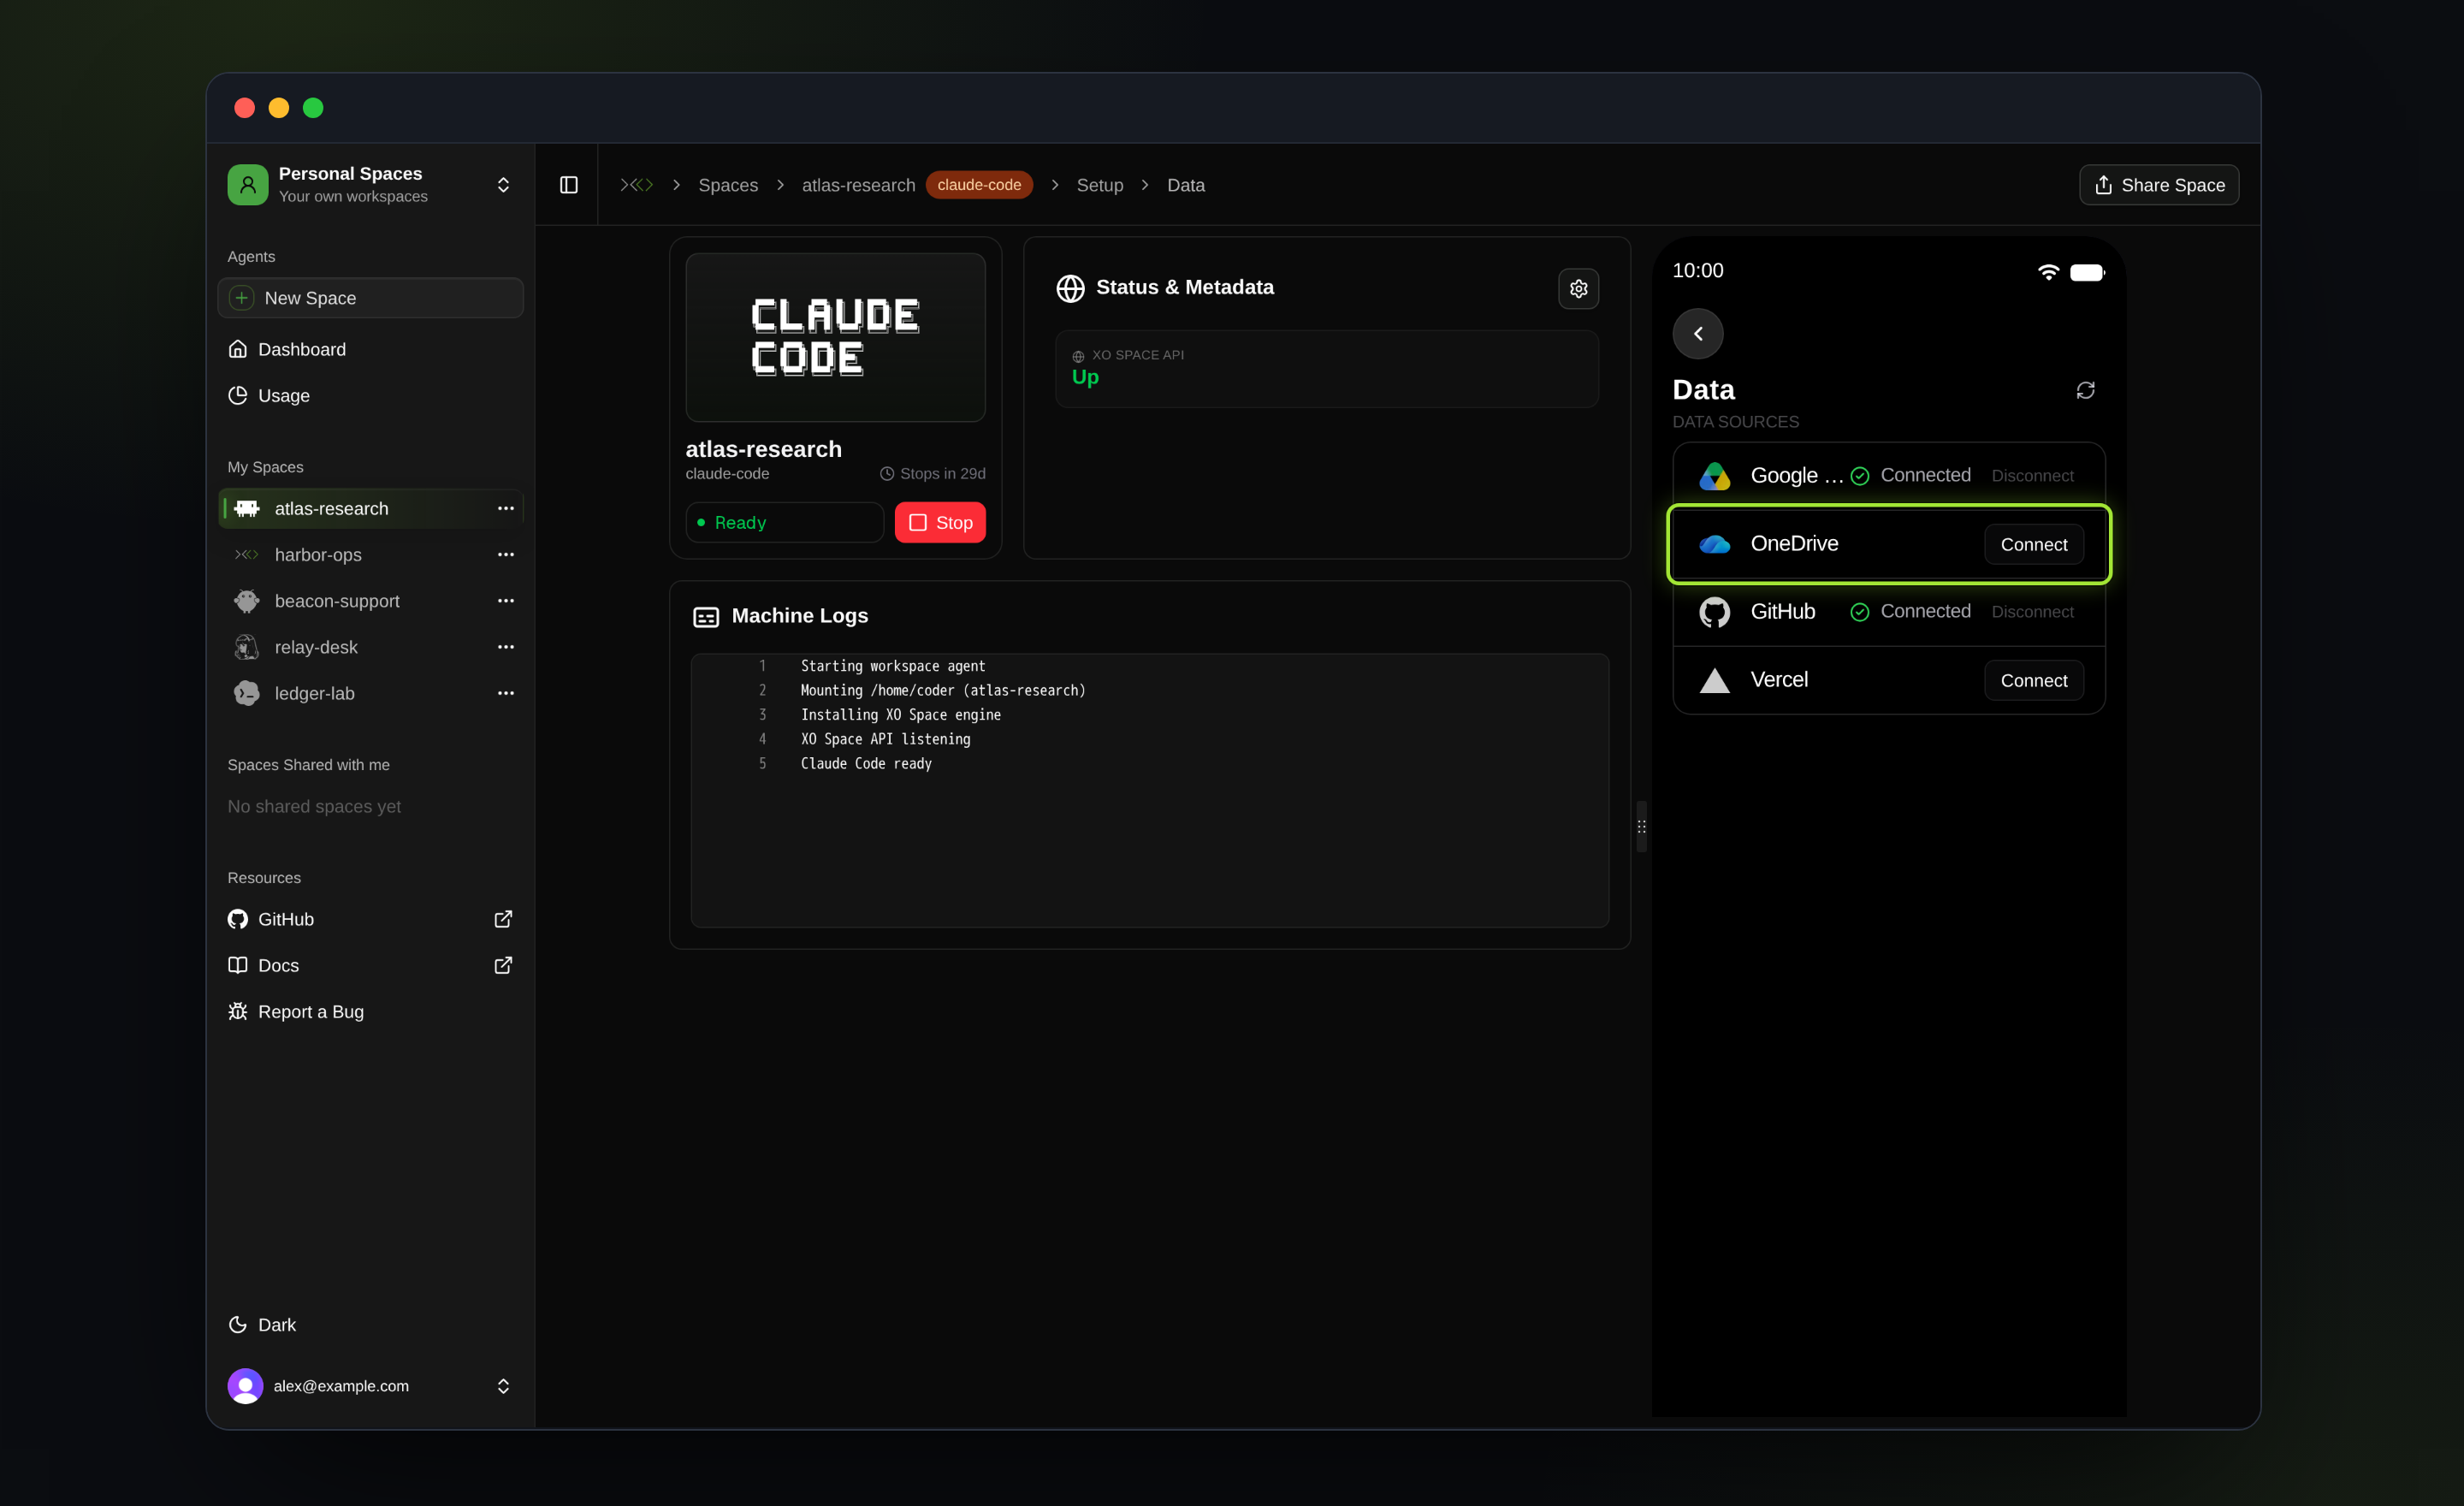 Personal Spaces
Your own workspaces
Agents
New Space
Dashboard
Usage
My Spaces
atlas-research
harbor-ops
beacon-support
relay-desk
ledger-lab
Spaces Shared with me
No shared spaces yet
Resources
GitHub
Docs
Report a Bug
Dark
alex@example.com
Spaces
atlas-research
claude-code
Setup
Data
Share Space
CLAUDE
CODE
atlas-research
claude-code
Stops in 29d
Ready
Stop
Status & Metadata
XO SPACE API
Up
Machine Logs
1 Starting workspace agent
2 Mounting /home/coder (atlas-research)
3 Installing XO Space engine
4 XO Space API listening
5 Claude Code ready
10:00
Data
DATA SOURCES
Google … Connected Disconnect
OneDrive Connect
GitHub Connected Disconnect
Vercel Connect